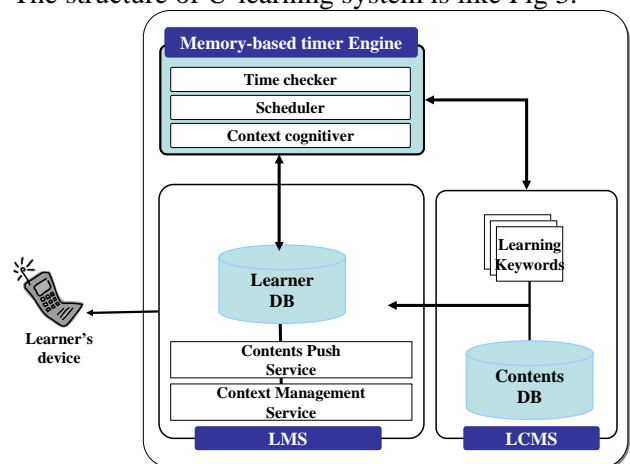 The structure of U-learning system is like Fig 3.
Memory-based timer Engine
Time checker
Scheduler
Context cognitiver
Learning
Keywords
Learner
DB
Learner's
device
Contents Push
Service
Context Management
Service
Contents
DB
LMS
LCMS